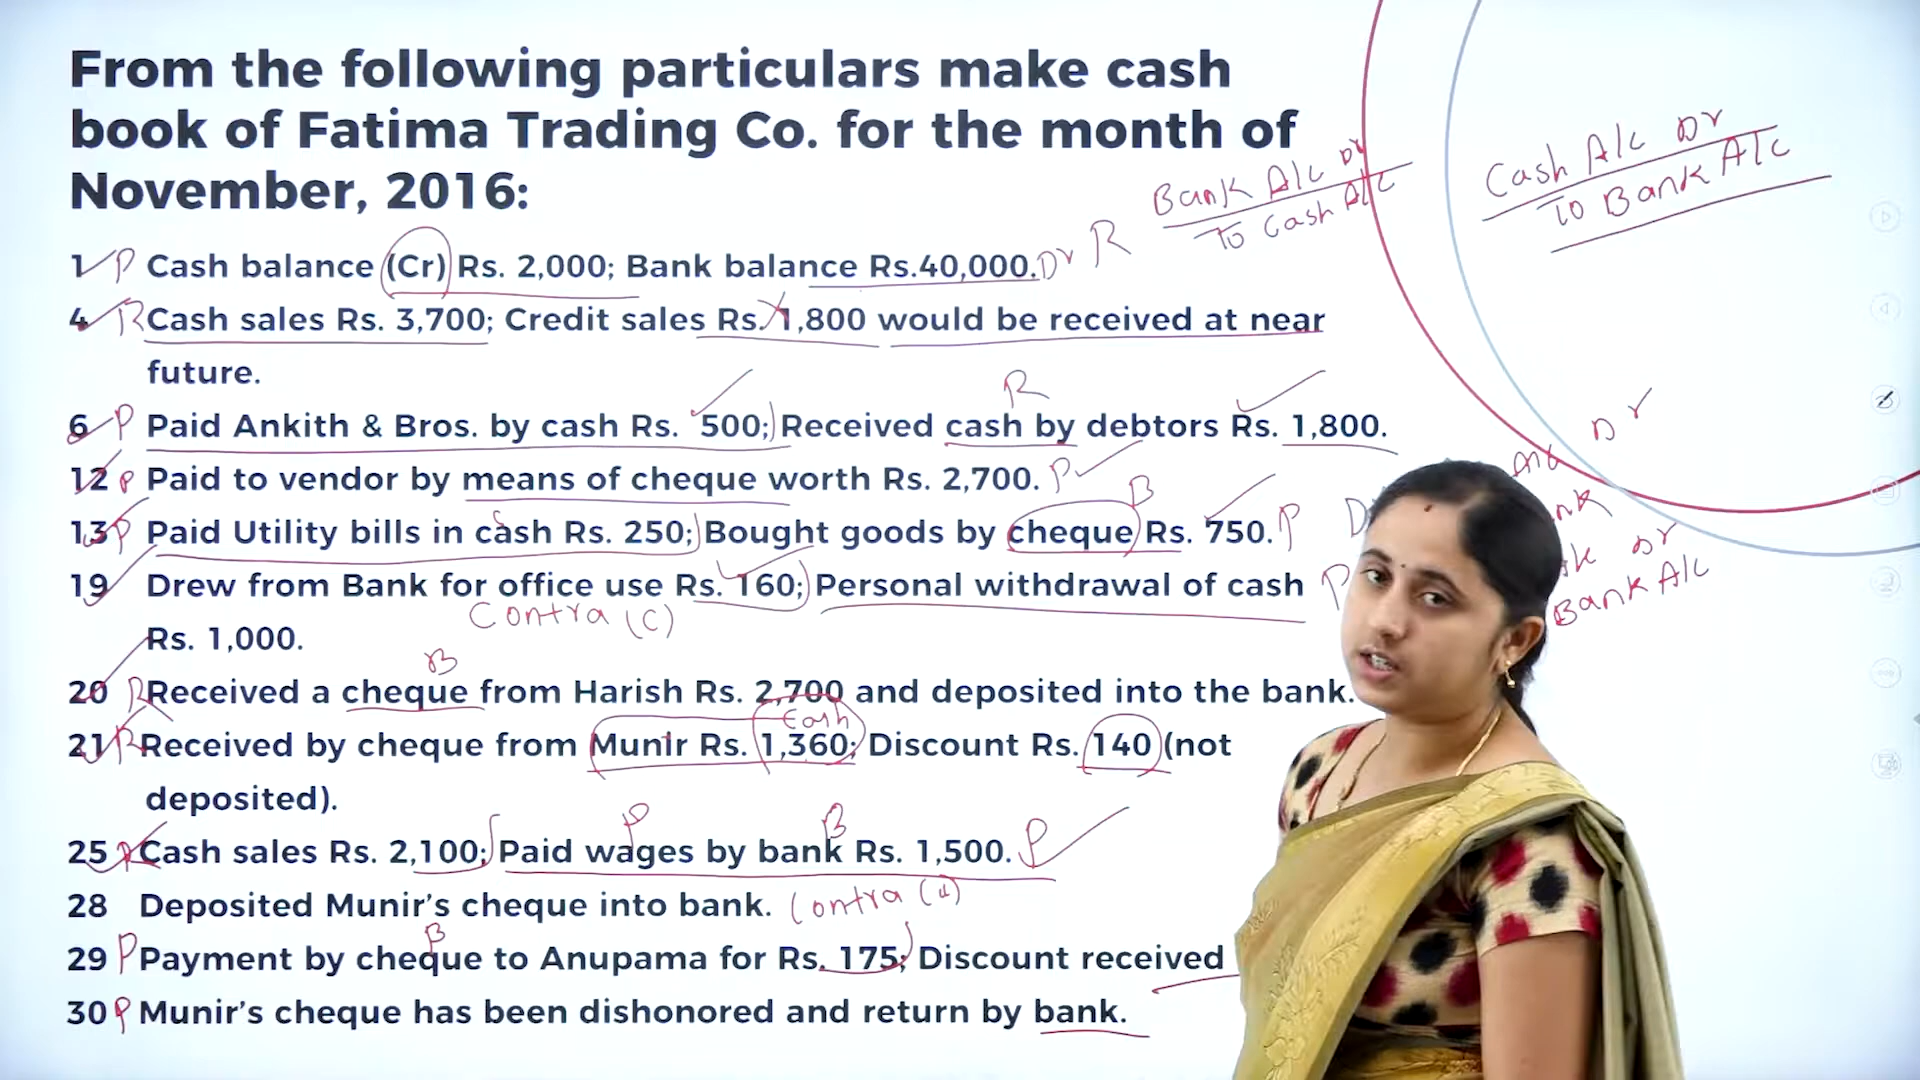 From the following particulars make cash
book of Fatima Trading Co. for the month of
November, 2016:
Bank A/c Dr
To Cash A/c
Cash A/c Dr
To Bank A/c
1 P Cash balance (Cr) Rs. 2,000; Bank balance Rs.40,000. Dr R
4 R Cash sales Rs. 3,700; Credit sales Rs. 1,800 would be received at near
future.
R
6 P Paid Ankith & Bros. by cash Rs. 500; Received cash by debtors Rs. 1,800.
Dr
12 P Paid to vendor by means of cheque worth Rs. 2,700. P
B
C
13 P Paid Utility bills in cash Rs. 250; Bought goods by cheque Rs. 750. P
Dr
19 Drew from Bank for office use Rs. 160; Personal withdrawal of cash P
Bank A/c
Contra (C)
Rs. 1,000.
B
20 R Received a cheque from Harish Rs. 2,700 and deposited into the bank.
Cash
21 R Received by cheque from Munir Rs. 1,360; Discount Rs. 140 (not
deposited).
P B
25 R Cash sales Rs. 2,100; Paid wages by bank Rs. 1,500. P
28 Deposited Munir's cheque into bank. Contra
B
29 P Payment by cheque to Anupama for Rs. 175; Discount received
30 P Munir's cheque has been dishonored and return by bank.